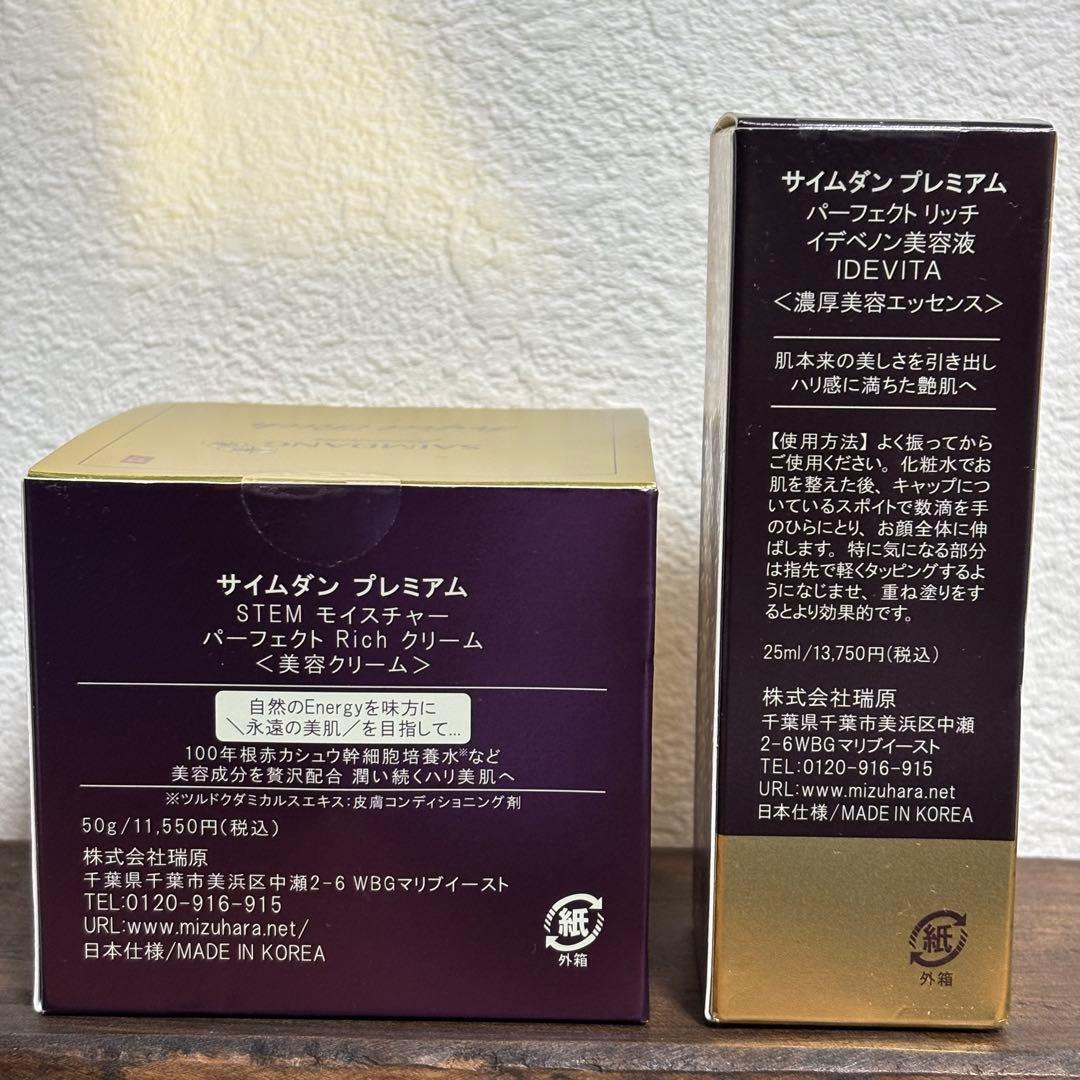 SAIMDANG
サイムダン プレミアム
STEM モイスチャー
パーフェクト Rich クリーム
＜美容クリーム＞
自然のEnergyを味方に
＼永遠の美肌／を目指して…
100年根赤カシュウ幹細胞培養水※など
美容成分を贅沢配合 潤い続くハリ美肌へ
※ツルドクダミカルスエキス：皮膚コンディショニング剤
50g/11,550円(税込)
株式会社瑞原
千葉県千葉市美浜区中瀬2-6 WBGマリブイースト
TEL:0120-916-915
URL:www.mizuhara.net/
日本仕様/MADE IN KOREA
紙
外箱
サイムダン プレミアム
パーフェクト リッチ
イデベノン美容液
IDEVITA
＜濃厚美容エッセンス＞
肌本来の美しさを引き出し
ハリ感に満ちた艶肌へ
【使用方法】よく振ってから
ご使用ください。化粧水でお
肌を整えた後、キャップにつ
いているスポイトで数滴を手
のひらにとり、お顔全体に伸
ばします。特に気になる部分
は指先で軽くタッピングするよ
うになじませ、重ね塗りをす
るとより効果的です。
25ml/13,750円(税込)
株式会社瑞原
千葉県千葉市美浜区中瀬
2-6WBGマリブイースト
TEL:0120-916-915
URL:www.mizuhara.net
日本仕様/MADE IN KOREA
紙
外箱